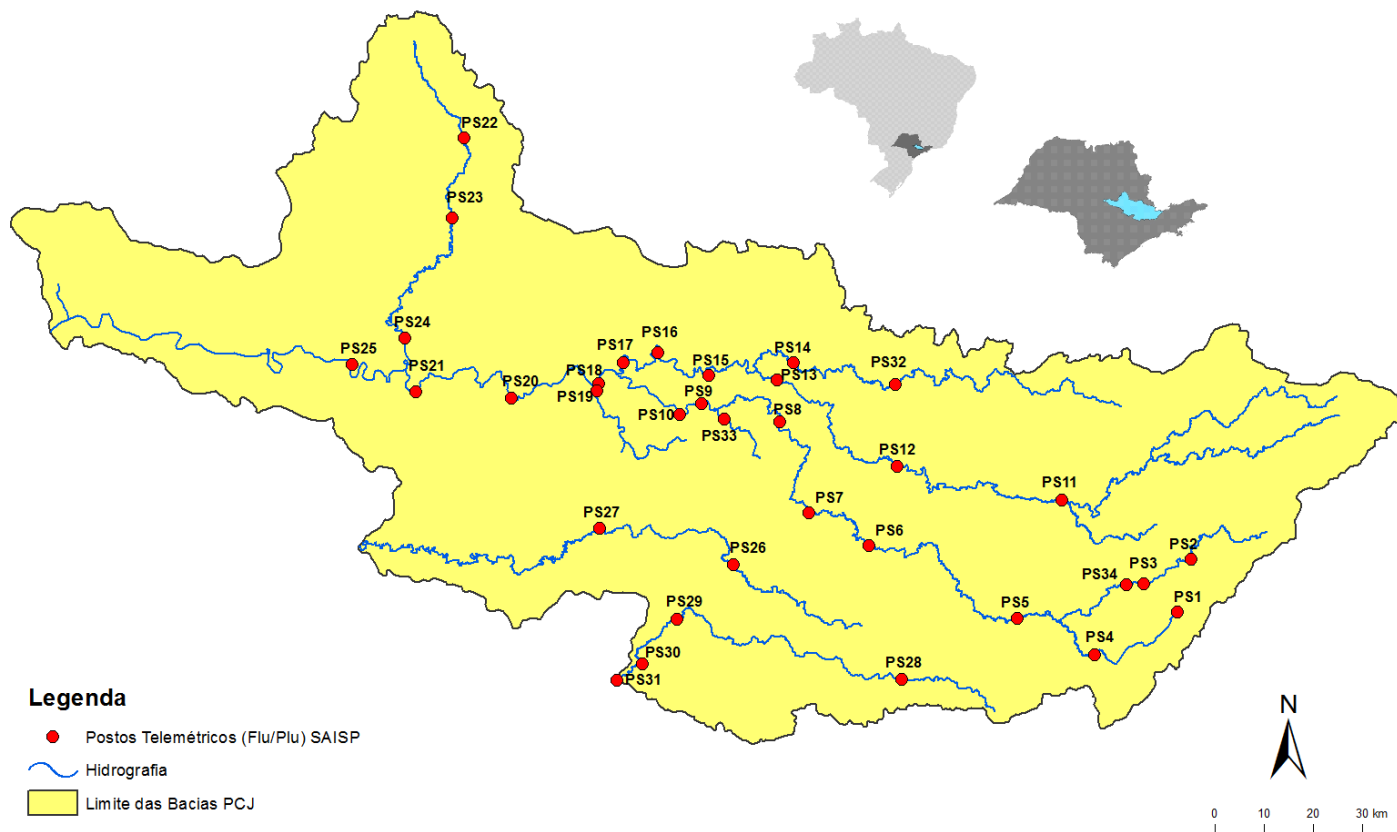 PS22
PS23
PS24
PS25
PS21
PS20
PS18
PS19
PS17
PS16
PS15
PS14
PS13
PS32
PS9
PS10
PS33
PS8
PS12
PS11
PS7
PS6
PS27
PS26
PS2
PS3
PS34
PS1
PS5
PS4
PS29
PS30
PS31
PS28
Legenda
Postos Telemétricos (Flu/Plu) SAISP
Hidrografia
Limite das Bacias PCJ
N
0 10 20 30 km